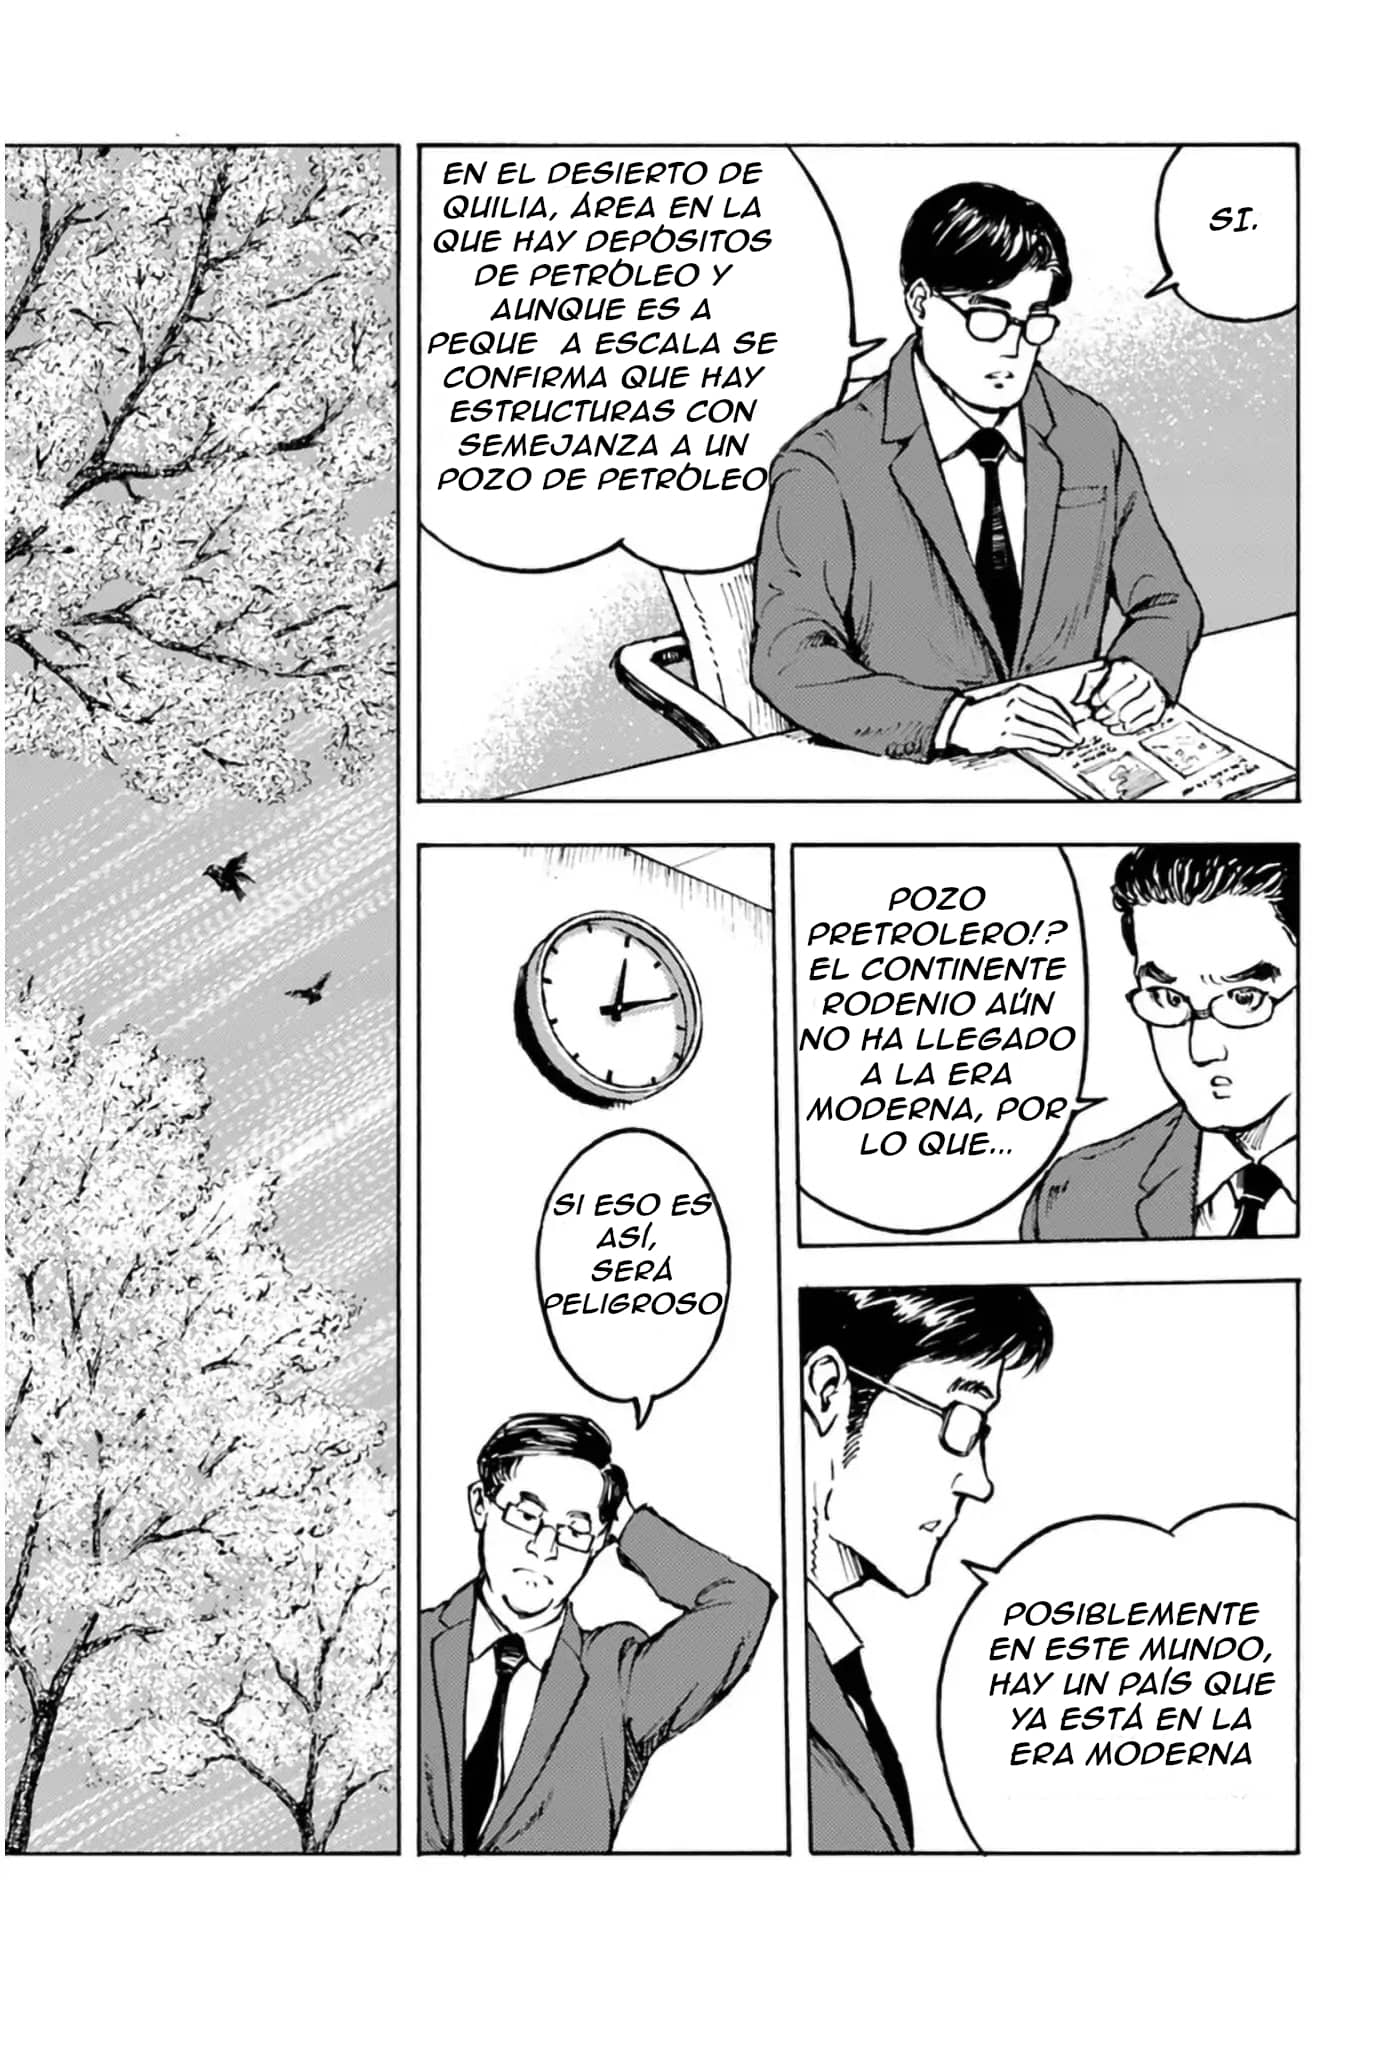 SI.
EN EL DESIERTO DE
QUILIA, ÁREA EN LA
QUE HAY DEPÓSITOS
DE PETRÓLEO Y
AUNQUE ES A
PEQUE A ESCALA SE
CONFIRMA QUE HAY
ESTRUCTURAS CON
SEMEJANZA A UN
POZO DE PETRÓLEO
POZO
PRETROLERO!?
EL CONTINENTE
RODENIO AÚN
NO HA LLEGADO
A LA ERA
MODERNA, POR
LO QUE...
POSIBLEMENTE
EN ESTE MUNDO,
HAY UN PAÍS QUE
YA ESTÁ EN LA
ERA MODERNA
SI ESO ES
ASÍ,
SERÁ
PELIGROSO